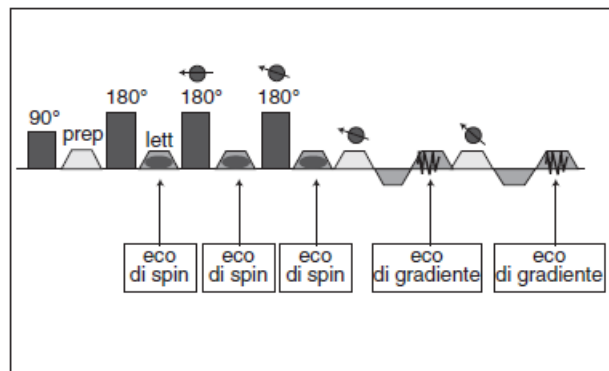 180° 180° 180°
90°
prep
lett
eco
di spin
eco
di spin
eco
di spin
eco
di gradiente
eco
di gradiente